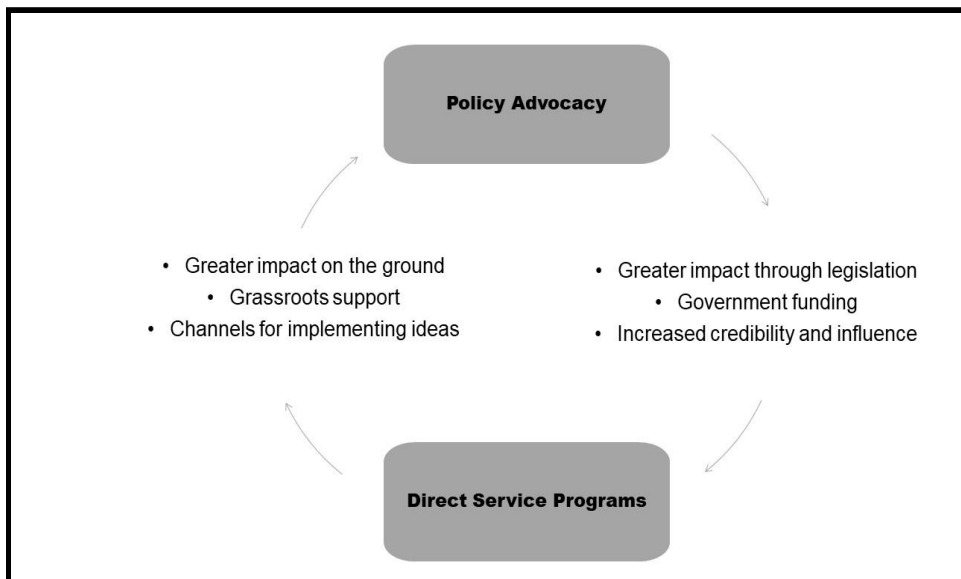 Policy Advocacy
• Greater impact on the ground
• Grassroots support
• Channels for implementing ideas
• Greater impact through legislation
• Government funding
• Increased credibility and influence
Direct Service Programs